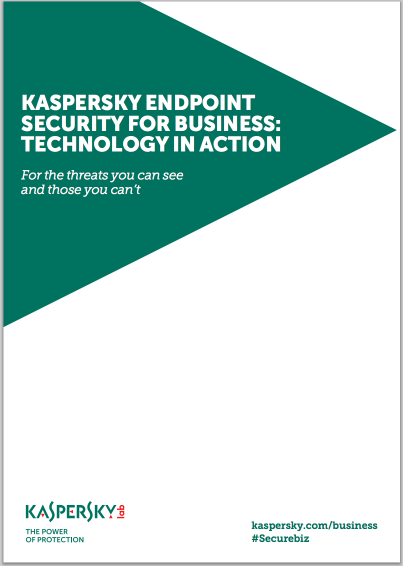 KASPERSKY ENDPOINT
SECURITY FOR BUSINESS:
TECHNOLOGY IN ACTION
For the threats you can see
and those you can't
KASPERSKY lab
THE POWER
OF PROTECTION
kaspersky.com/business
#Securebiz